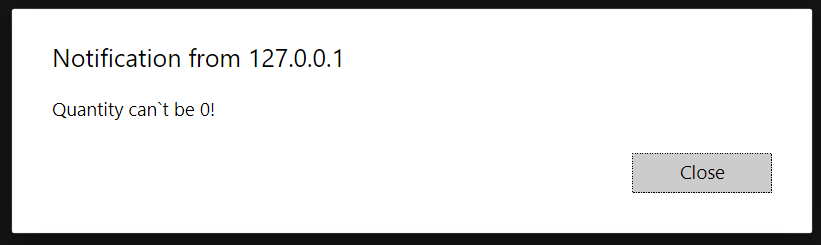 Notification from 127.0.0.1
Quantity can`t be 0!
Close